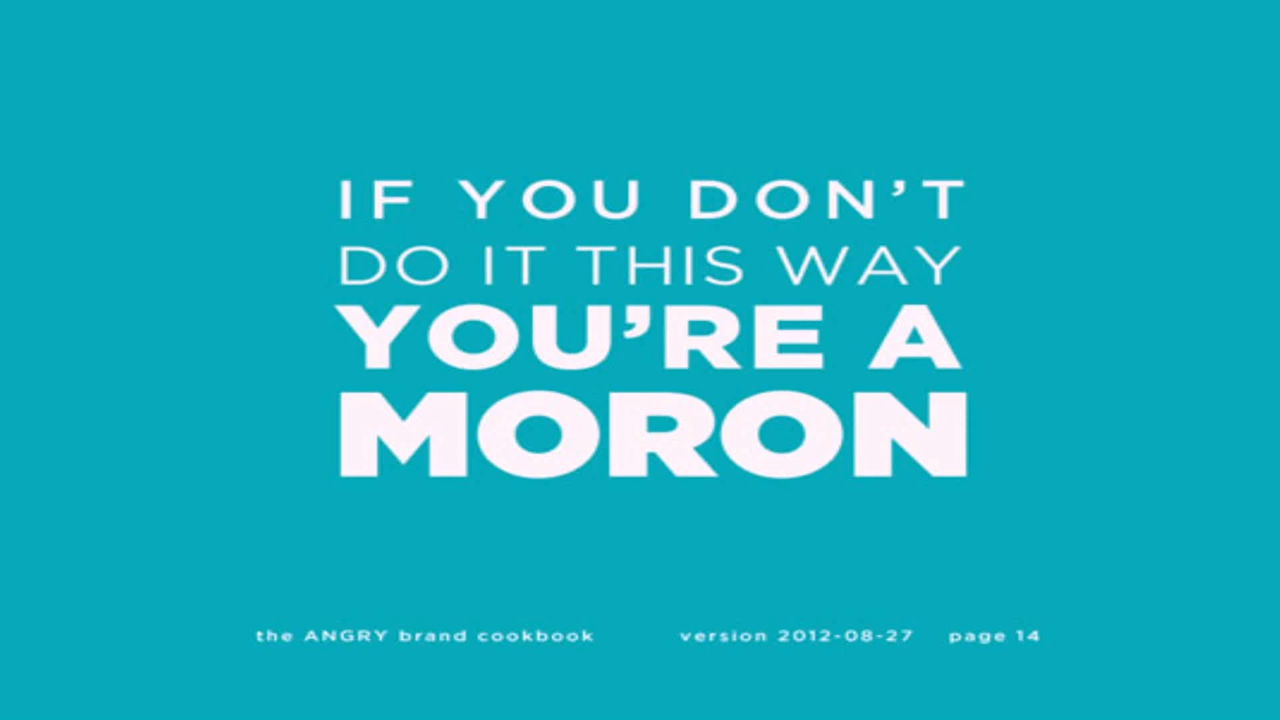 IF YOU DON’T
DO IT THIS WAY
YOU’RE A
MORON
the ANGRY brand cookbook version 2012-08-27 page 14